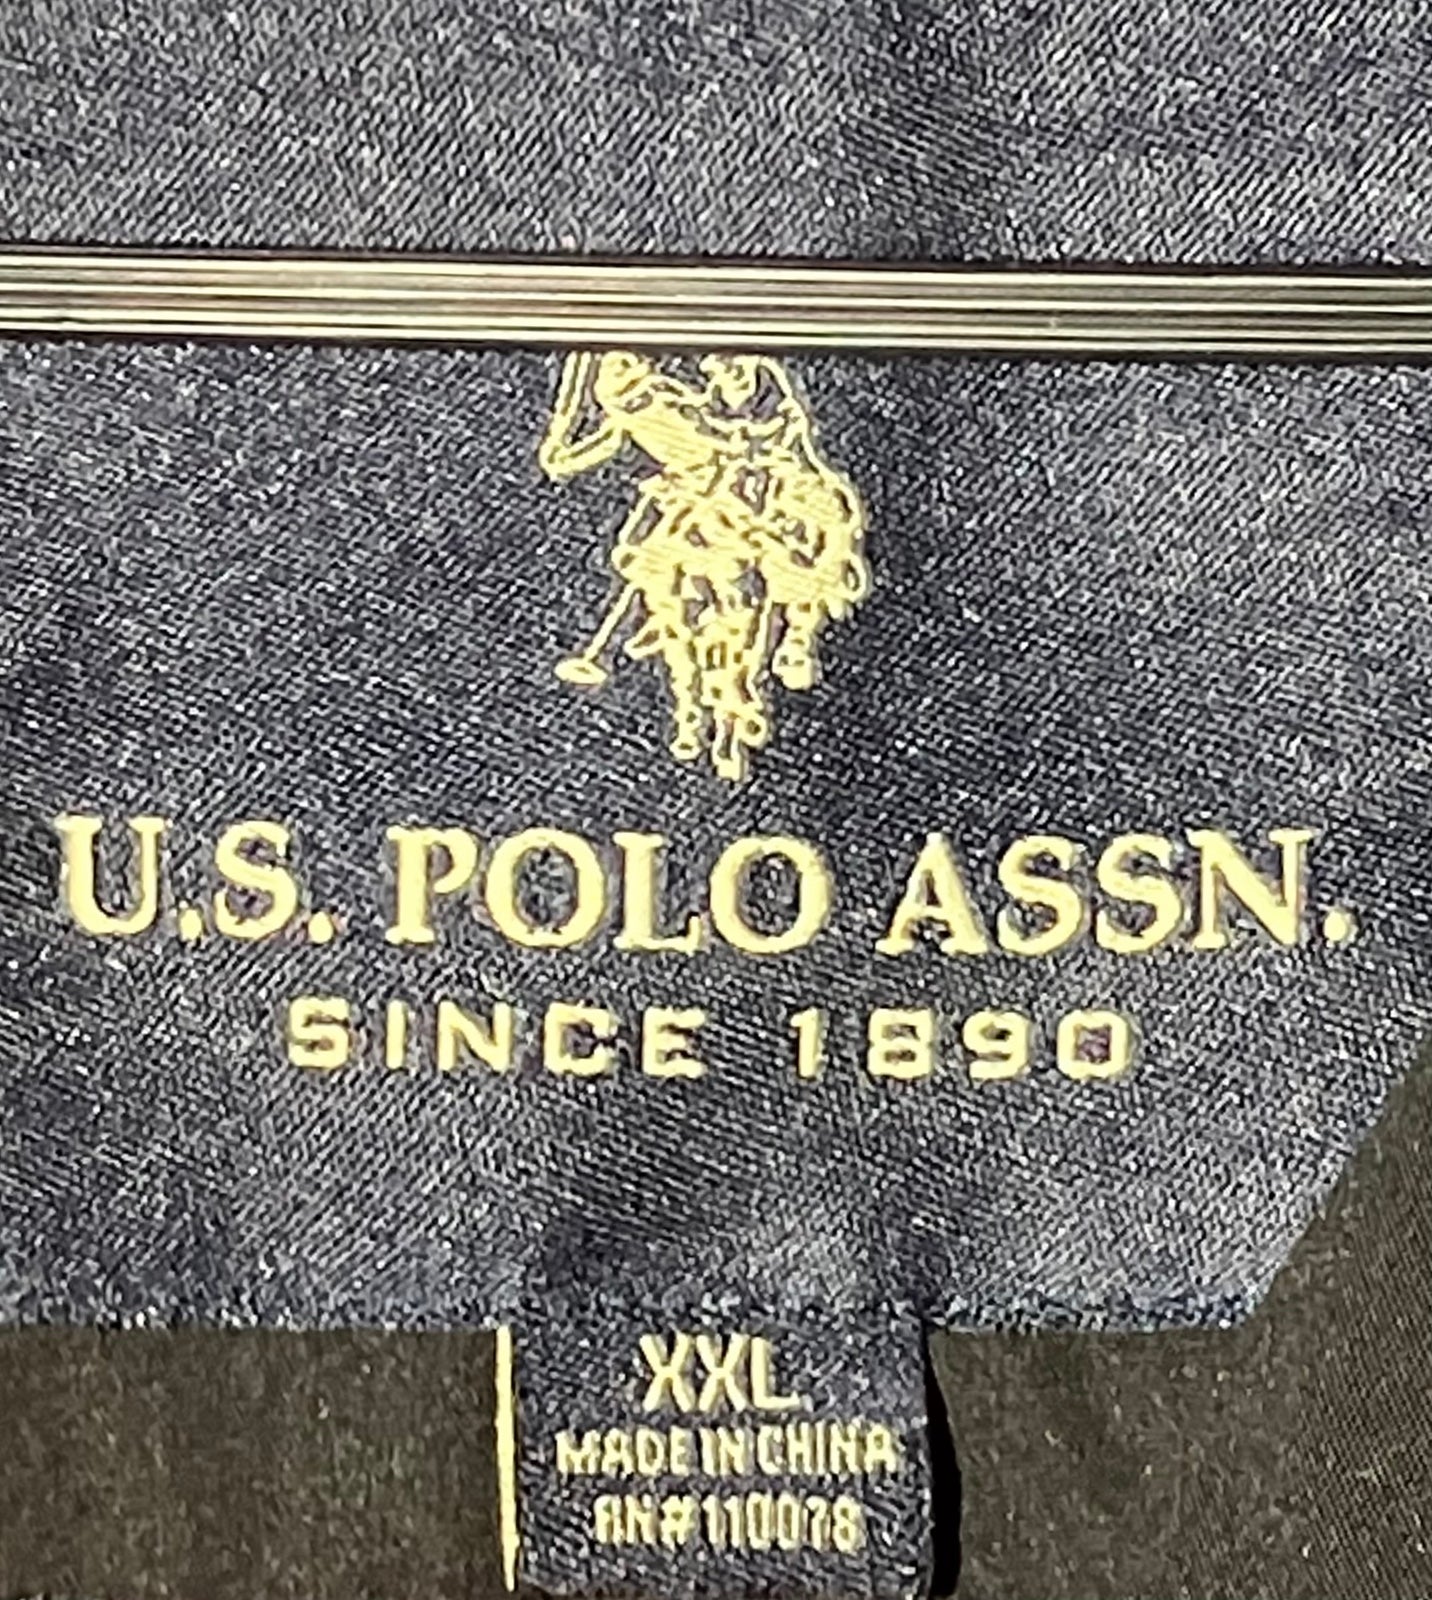 U.S. POLO ASSN.
SINCE 1890
XXL
MADE IN CHINA
RN#110078